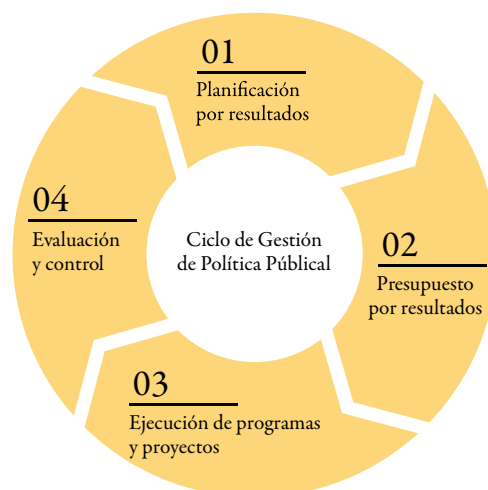 01
Planificación
por resultados
02
Presupuesto
por resultados
03
Ejecución de programas
y proyectos
04
Evaluación
y control
Ciclo de Gestión
de Política Públical